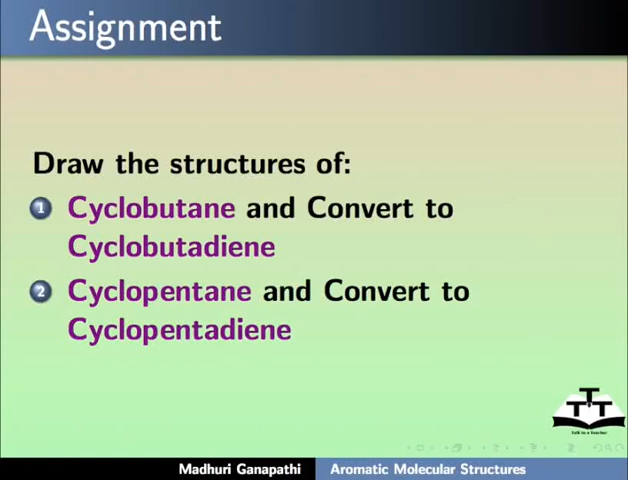 Assignment
Draw the structures of:
1 Cyclobutane and Convert to
Cyclobutadiene
2 Cyclopentane and Convert to
Cyclopentadiene
T
T T
Talk to a Teacher
Madhuri Ganapathi Aromatic Molecular Structures